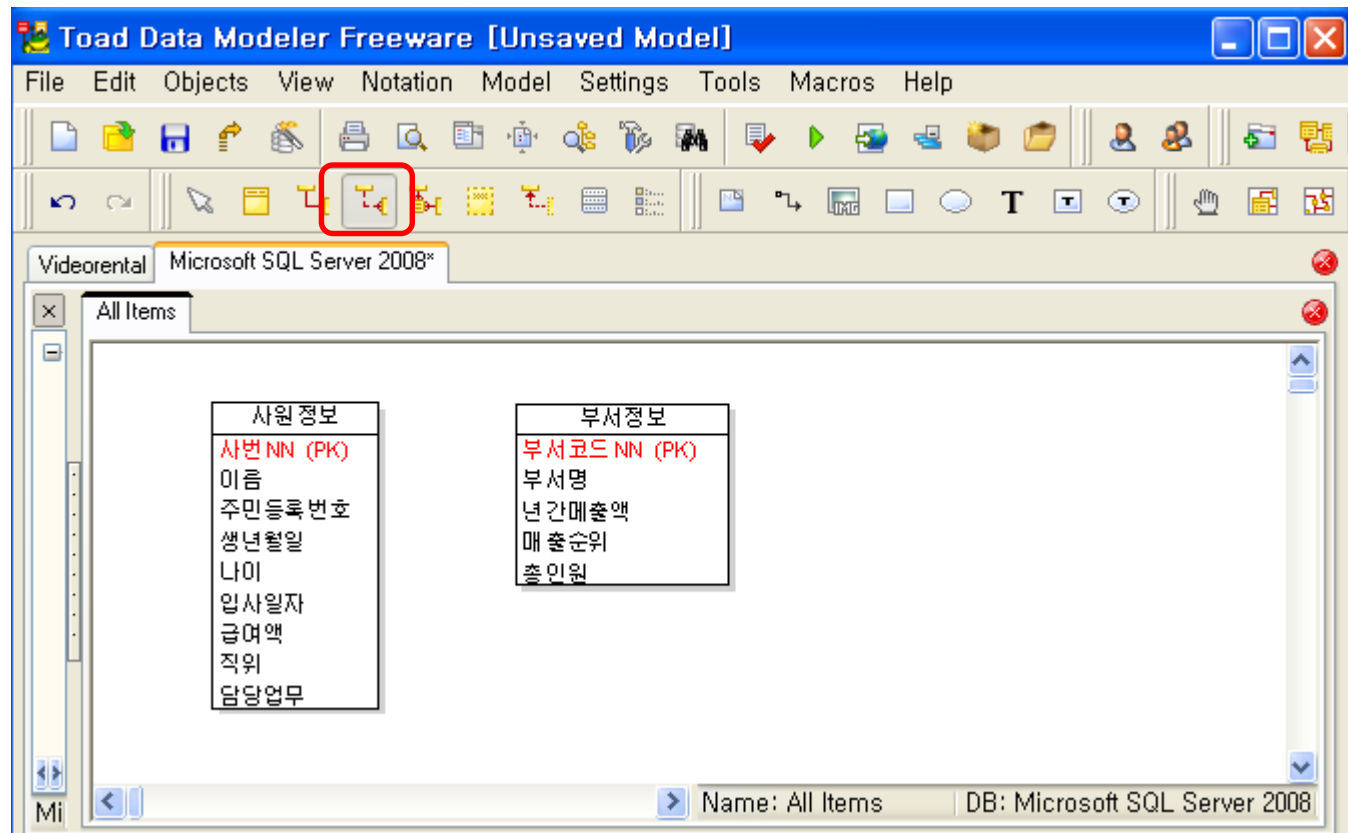 Toad Data Modeler Freeware [Unsaved Model]
File Edit Objects View Notation Model Settings Tools Macros Help
IMG T T T
Videorental Microsoft SQL Server 2008*
All Items
사원정보
사번 NN (PK)
이름
주민등록번호
생년월일
나이
입사일자
급여액
직위
담당업무
부서정보
부서코드 NN (PK)
부서명
년간매출액
매출순위
총인원
Mi
Name: All Items DB: Microsoft SQL Server 2008